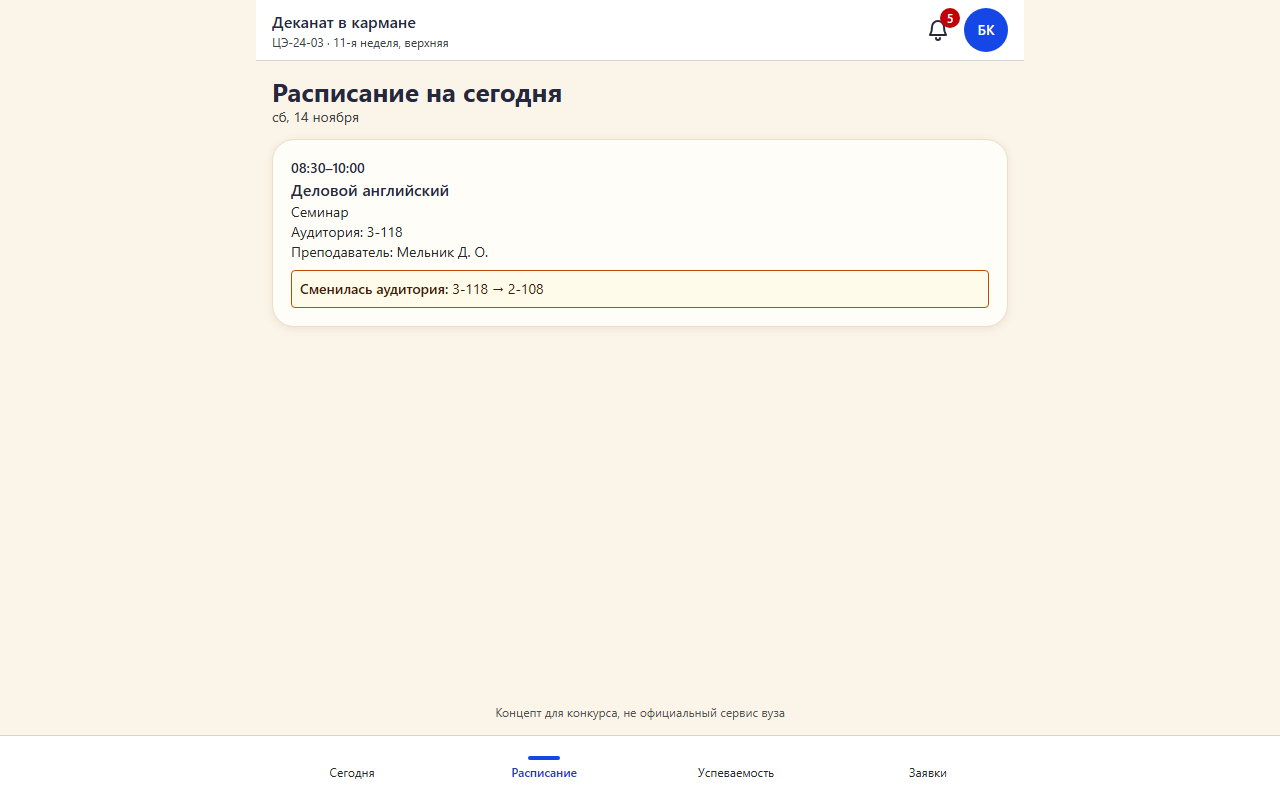 Деканат в кармане
ЦЭ-24-03 · 11-я неделя, верхняя
5
БК
Расписание на сегодня
сб, 14 ноября
08:30–10:00
Деловой английский
Семинар
Аудитория: 3-118
Преподаватель: Мельник Д. О.
Сменилась аудитория: 3-118 → 2-108
Концепт для конкурса, не официальный сервис вуза
Сегодня
Расписание
Успеваемость
Заявки